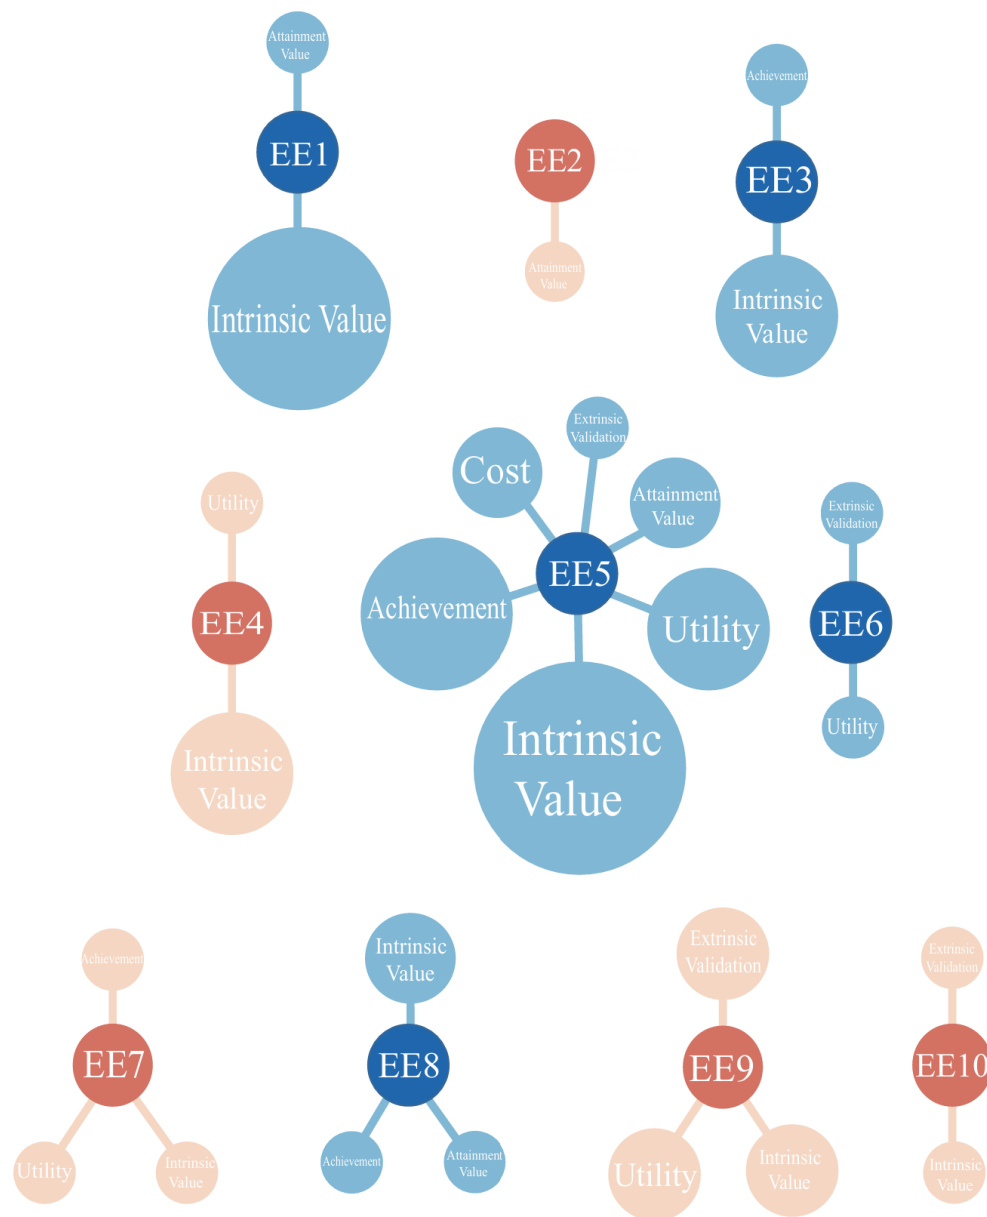 Attainment
Value
EE1
Intrinsic Value
EE2
Attainment
Value
Achievement
EE3
Intrinsic
Value
Utility
EE4
Intrinsic
Value
Extrinsic
Validation
Cost
Attainment
Value
EE5
Achievement
Utility
Intrinsic
Value
Extrinsic
Validation
EE6
Utility
Achievement
EE7
Utility
Intrinsic
Value
Intrinsic
Value
EE8
Achievement
Attainment
Value
Extrinsic
Validation
EE9
Utility
Intrinsic
Value
Extrinsic
Validation
EE10
Intrinsic
Value